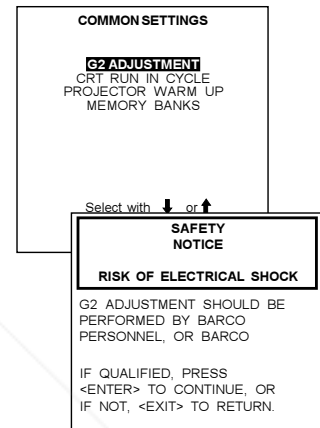 COMMON SETTINGS
G2 ADJUSTMENT
CRT RUN IN CYCLE
PROJECTOR WARM UP
MEMORY BANKS
Select with ⬇ or ⬆
SAFETY
NOTICE
RISK OF ELECTRICAL SHOCK
G2 ADJUSTMENT SHOULD BE
PERFORMED BY BARCO
PERSONNEL, OR BARCO
IF QUALIFIED, PRESS
<ENTER> TO CONTINUE, OR
IF NOT, <EXIT> TO RETURN.